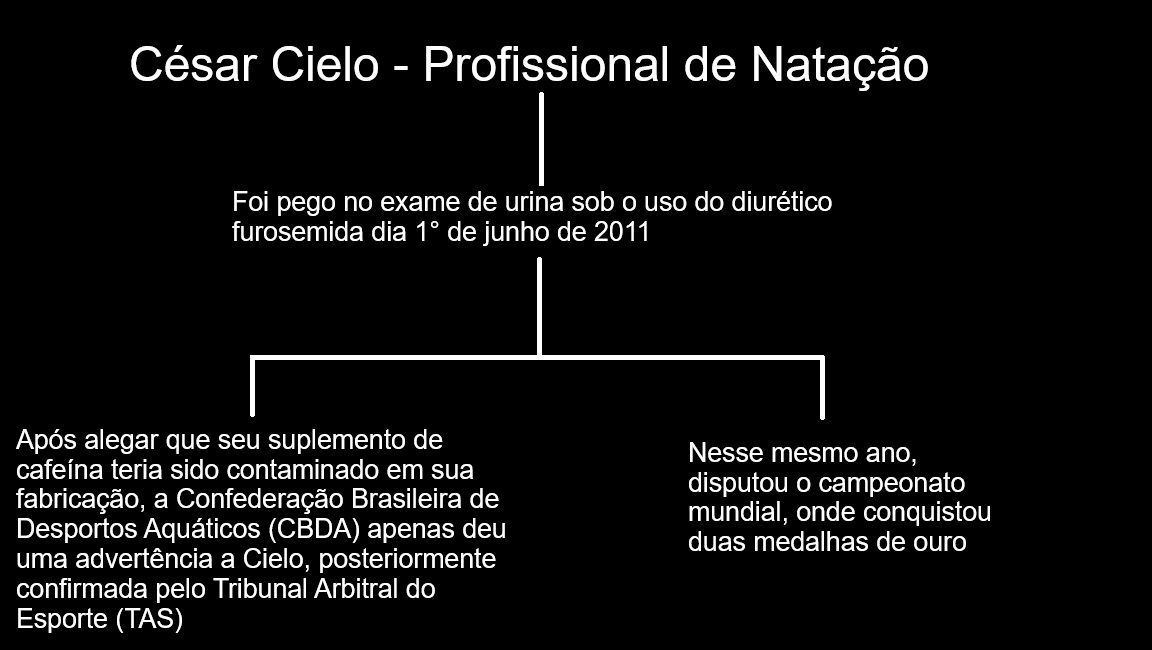 César Cielo - Profissional de Natação
Foi pego no exame de urina sob o uso do diurético
furosemida dia 1° de junho de 2011
Após alegar que seu suplemento de
cafeína teria sido contaminado em sua
fabricação, a Confederação Brasileira de
Desportos Aquáticos (CBDA) apenas deu
uma advertência a Cielo, posteriormente
confirmada pelo Tribunal Arbitral do
Esporte (TAS)
Nesse mesmo ano,
disputou o campeonato
mundial, onde conquistou
duas medalhas de ouro